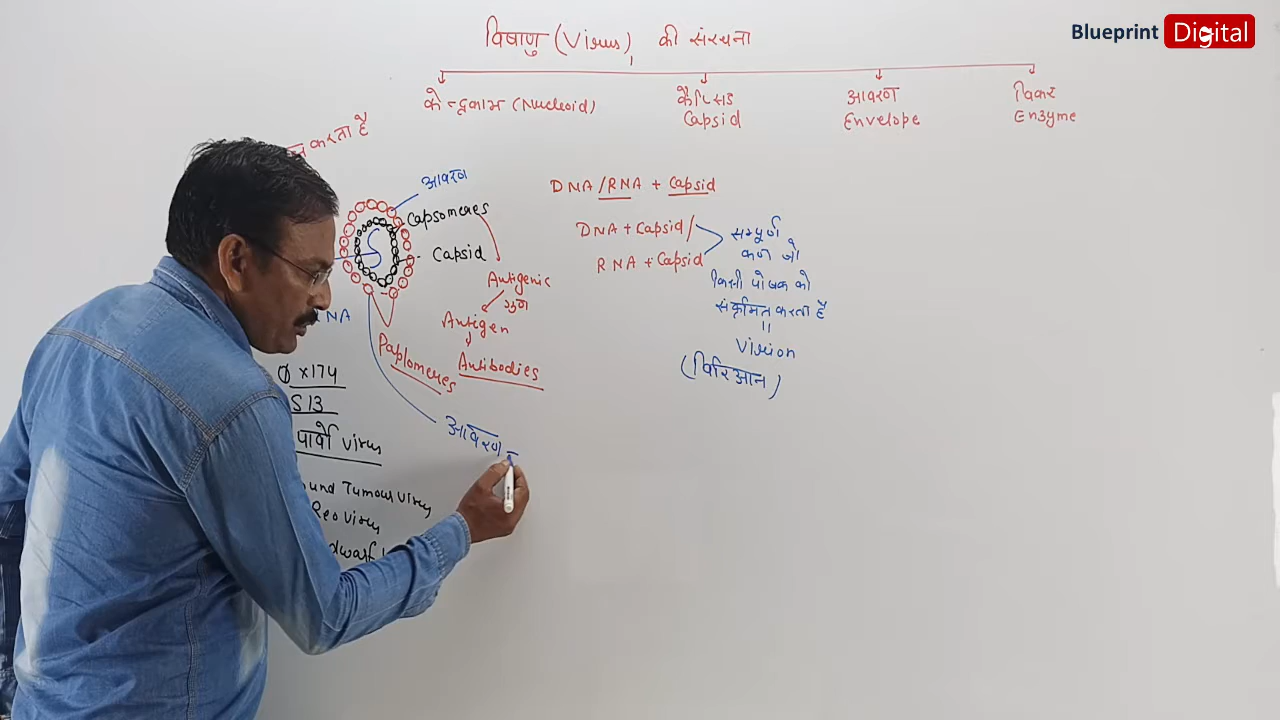 Blueprint Digital
विषाणु (Virus) की संरचना
केन्द्रकाभ (Nucleoid)
कैप्सिड
Capsid
आवरण
Envelope
विकर
Enzyme
करता है
आवरण
Capsomeres
Capsid
Antigenic
गुण
Antigen
Antibodies
Paplomeres
आवरण
NA
φ x174
S13
पार्वो virus
Tumour virus
Reo virus
dwarf
DNA/RNA + Capsid
DNA + Capsid/
RNA + Capsid
सम्पूर्ण
कण जो
किसी पोषक को
संक्रमित करता है
"
Virion
(विरिआन)